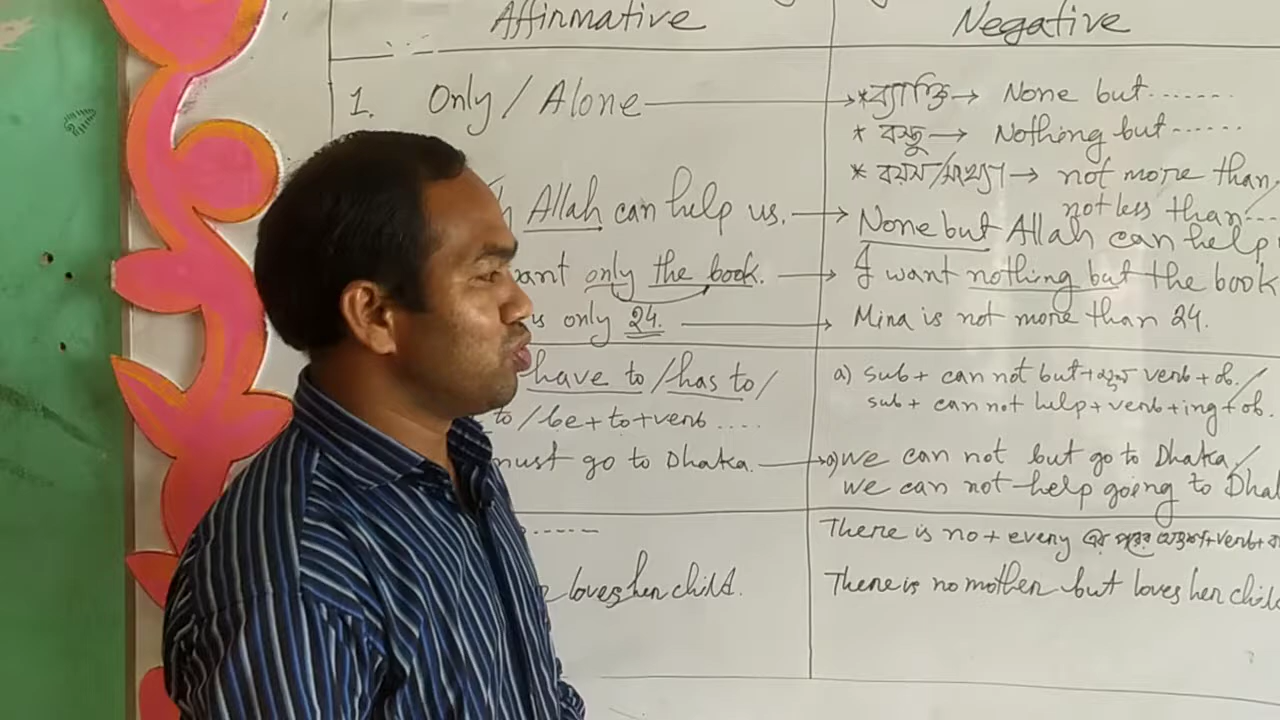 Affirmative
Negative
1. Only / Alone
*ব্যাক্তি → None but.......
* বস্তু → Nothing but......
* বয়স/সংখ্যা → not more than/
not less than...
Allah can help us. → None but Allah can help
want only the book. → I want nothing but the book
is only 24. → Mina is not more than 24.
have to / has to /
to / be + to + verb ....
a) sub + can not but + verb + ob. /
sub + can not help + verb + ing + ob.
must go to Dhaka. → a) we can not but go to Dhaka /
we can not help going to Dhak
There is no + every এর পরের + verb +
loves her child.
There is no mother but loves her child